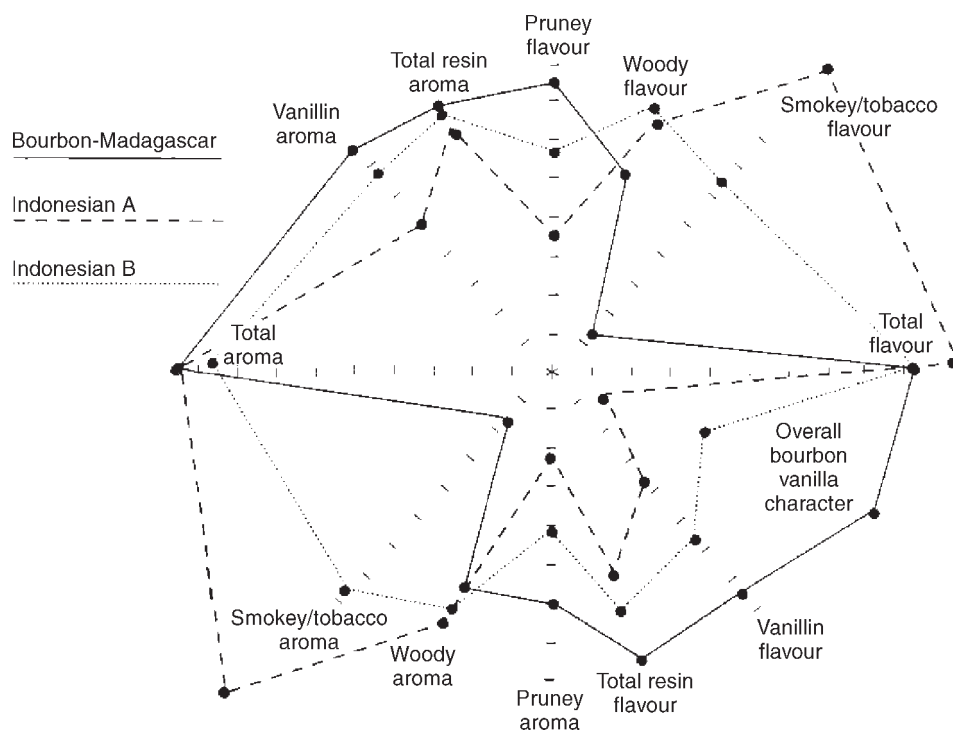 Pruney
flavour
Total resin
aroma
Woody
flavour
Vanillin
aroma
Smokey/tobacco
flavour
Bourbon-Madagascar
Indonesian A
Indonesian B
Total
aroma
Total
flavour
Overall
bourbon
vanilla
character
Smokey/tobacco
aroma
Woody
aroma
Vanillin
flavour
Total resin
flavour
Pruney
aroma